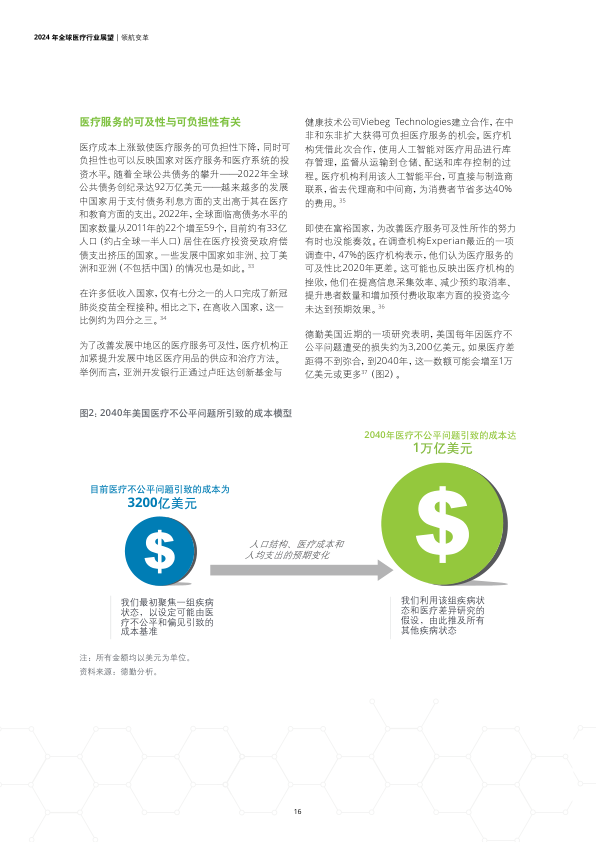 2024 年全球医疗行业展望 | 领航变革
医疗服务的可及性与可负担性有关
医疗成本上涨致使医疗服务的可负担性下降，同时可
负担性也可以反映国家对医疗服务和医疗系统的投
资水平。随着全球公共债务的攀升——2022年全球
公共债务创纪录达92万亿美元——越来越多的发展
中国家用于支付债务利息方面的支出高于其在医疗
和教育方面的支出。2022年，全球面临高债务水平的
国家数量从2011年的22个增至59个，目前约有33亿
人口（约占全球一半人口）居住在医疗投资受政府偿
债支出挤压的国家。一些发展中国家如非洲、拉丁美
洲和亚洲（不包括中国）的情况也是如此。33
在许多低收入国家，仅有七分之一的人口完成了新冠
肺炎疫苗全程接种。相比之下，在高收入国家，这一
比例约为四分之三。34
为了改善发展中地区的医疗服务可及性，医疗机构正
加紧提升发展中地区医疗用品的供应和治疗方法。
举例而言，亚洲开发银行正通过卢旺达创新基金与
健康技术公司Viebeg Technologies建立合作，在中
非和东非扩大获得可负担医疗服务的机会。医疗机
构凭借此次合作，使用人工智能对医疗用品进行库
存管理，监督从运输到仓储、配送和库存控制的过
程。医疗机构利用该人工智能平台，可直接与制造商
联系，省去代理商和中间商，为消费者节省多达40%
的费用。35
即使在富裕国家，为改善医疗服务可及性所作的努力
有时也没能奏效。在调查机构Experian最近的一项
调查中，47%的医疗机构表示，他们认为医疗服务的
可及性比2020年更差。这可能也反映出医疗机构的
挫败，他们在提高信息采集效率、减少预约取消率、
提升患者数量和增加预付费收取率方面的投资迄今
未达到预期效果。36
德勤美国近期的一项研究表明，美国每年因医疗不
公平问题遭受的损失约为3,200亿美元。如果医疗差
距得不到弥合，到2040年，这一数额可能会增至1万
亿美元或更多37（图2）。
图2：2040年美国医疗不公平问题所引致的成本模型
2040年医疗不公平问题引致的成本达
1万亿美元
目前医疗不公平问题引致的成本为
3200亿美元
$
$
人口结构、医疗成本和
人均支出的预期变化
我们最初聚焦一组疾病
状态，以设定可能由医
疗不公平和偏见引致的
成本基准
我们利用该组疾病状
态和医疗差异研究的
假设，由此推及所有
其他疾病状态
注：所有金额均以美元为单位。
资料来源：德勤分析。
16